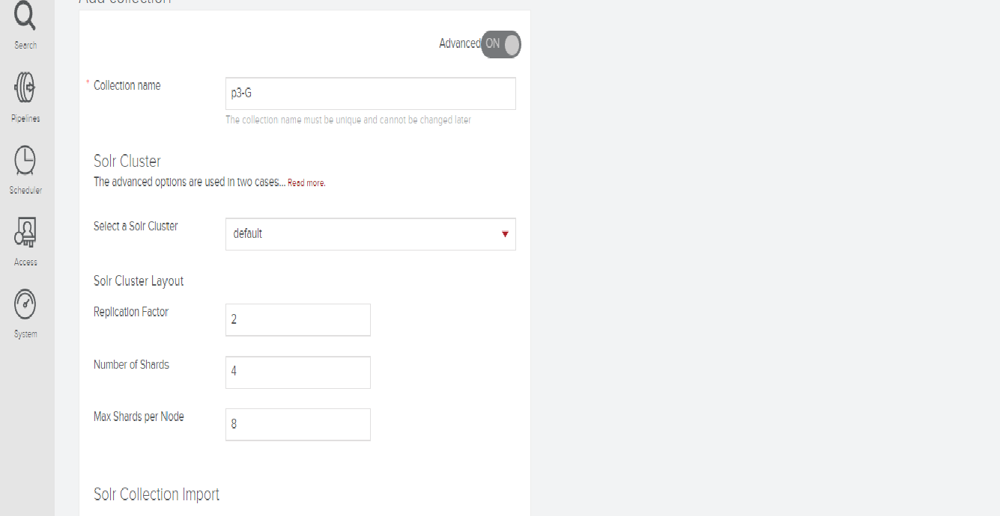 Add collection
Search
Pipelines
Scheduler
Access
System
Advanced ON
* Collection name
p3-G
The collection name must be unique and cannot be changed later
Solr Cluster
The advanced options are used in two cases... Read more.
Select a Solr Cluster
default
Solr Cluster Layout
Replication Factor
2
Number of Shards
4
Max Shards per Node
8
Solr Collection Import